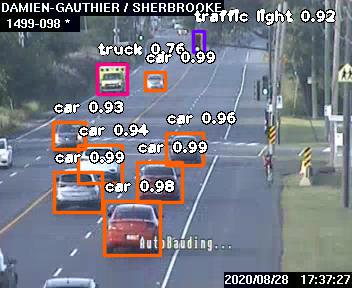 DAMIEN-GAUTHIER / SHERBROOKE
1499-098 *
traffic light 0.92
truck 0.76
car 0.99
car 0.93
car 0.96
car 0.94
car 0.99
car 0.99
car 0.98
AutoBauding...
2020/08/28 17:37:27